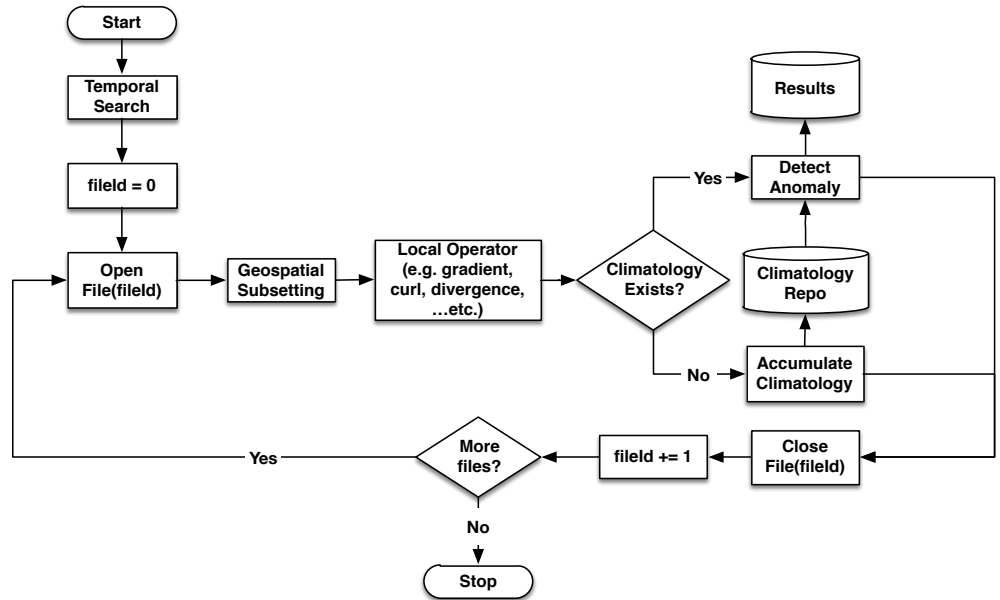 Start
Temporal
Search
fileId = 0
Open
File(fileId)
Geospatial
Subsetting
Local Operator
(e.g. gradient,
curl, divergence,
...etc.)
Climatology
Exists?
Yes
Detect
Anomaly
Results
Climatology
Repo
No
Accumulate
Climatology
Close
File(fileId)
fileId += 1
More
files?
Yes
No
Stop